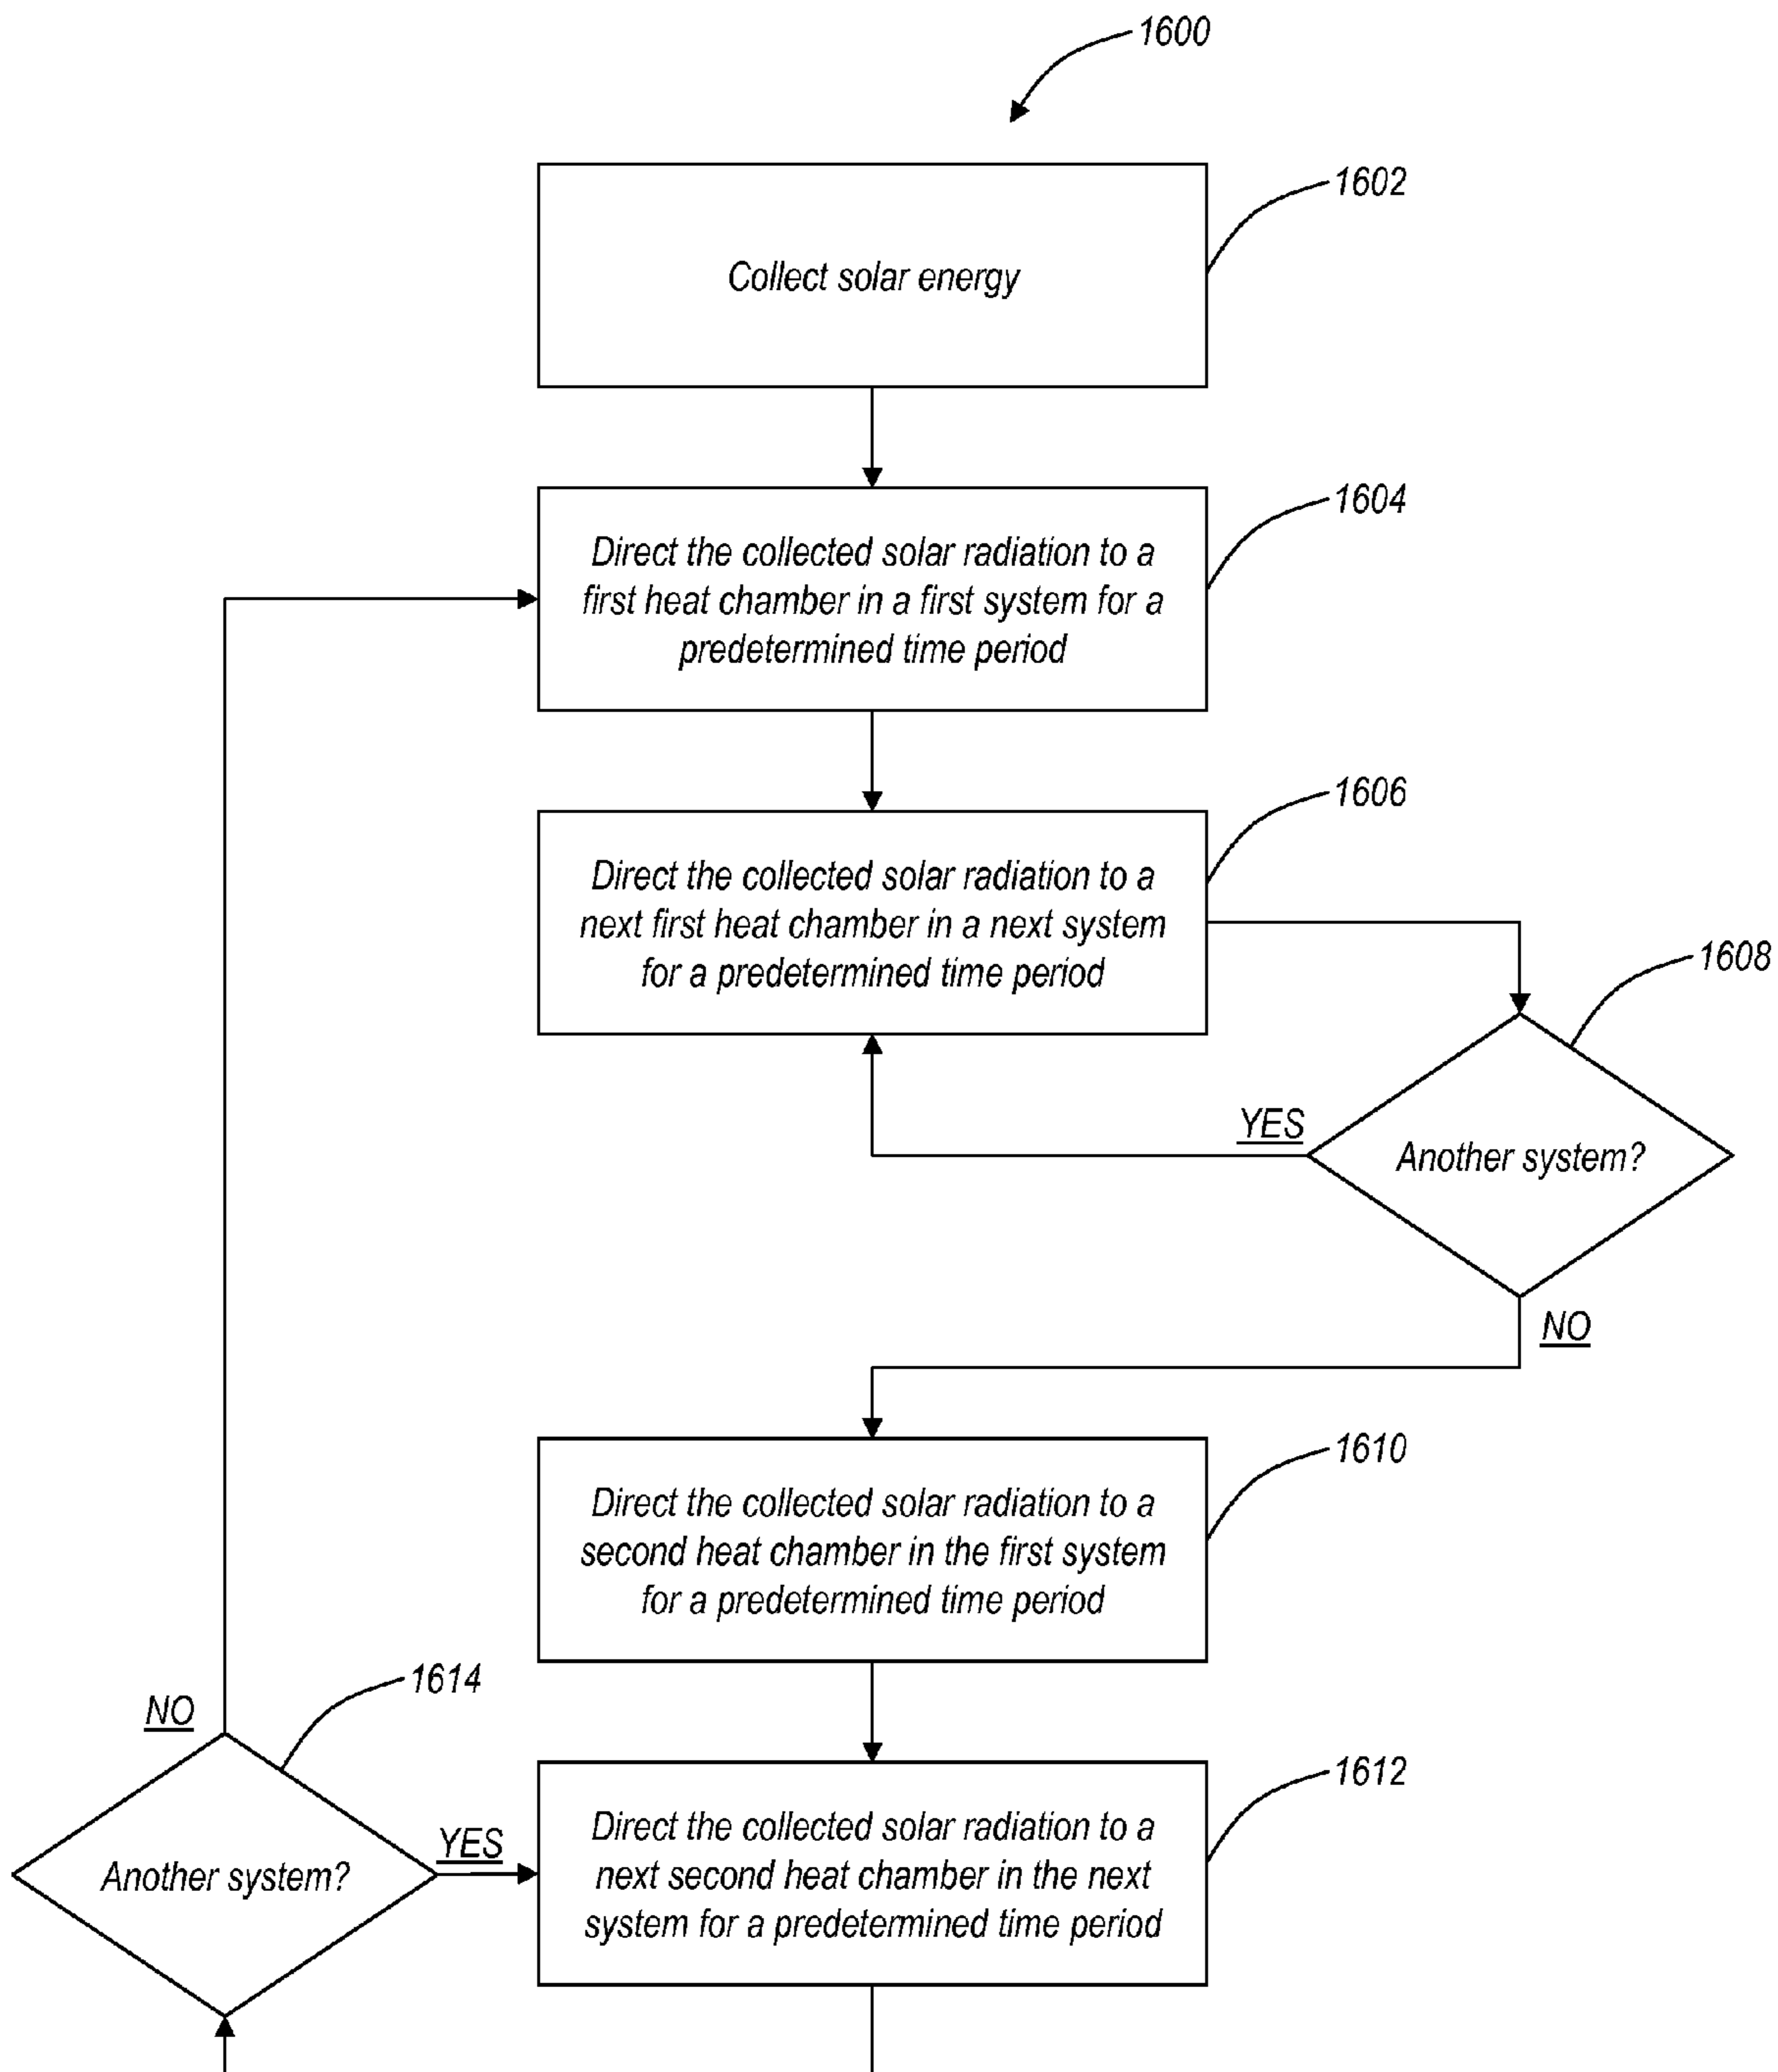 1600
1602
Collect solar energy
1604
Direct the collected solar radiation to a
first heat chamber in a first system for a
predetermined time period
1606
Direct the collected solar radiation to a
next first heat chamber in a next system
for a predetermined time period
1608
YES
Another system?
NO
1610
Direct the collected solar radiation to a
second heat chamber in the first system
for a predetermined time period
1614
NO
1612
YES
Another system?
Direct the collected solar radiation to a
next second heat chamber in the next
system for a predetermined time period